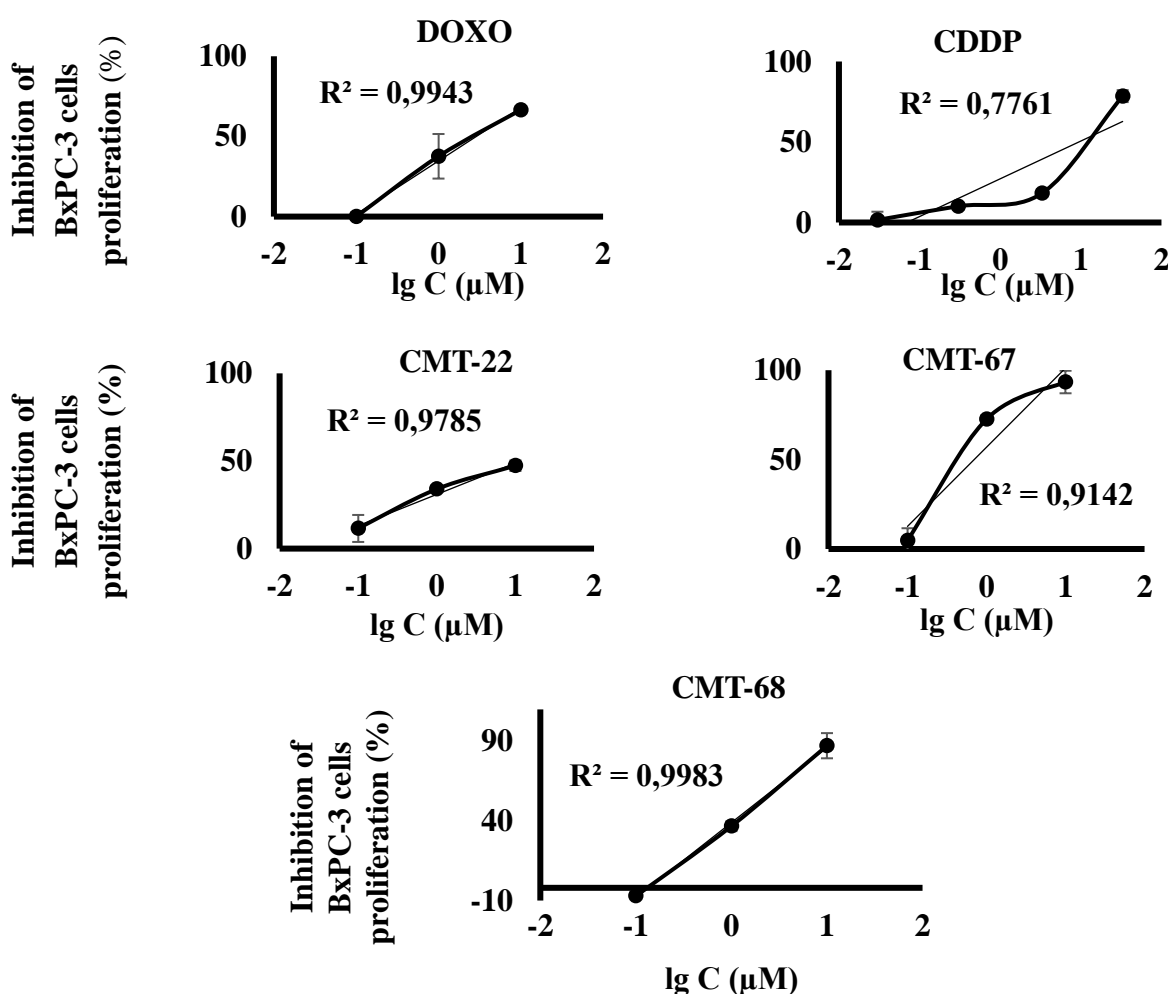 DOXO
Inhibition of
BxPC-3 cells
proliferation (%)
100
50
0
R² = 0,9943
-2 -1 0 1 2
lg C (µM)
CDDP
100
50
0
R² = 0,7761
-2 -1 0 1 2
lg C (µM)
CMT-22
Inhibition of
BxPC-3 cells
proliferation (%)
100
50
0
R² = 0,9785
-2 -1 0 1 2
lg C (µM)
CMT-67
100
50
0
R² = 0,9142
-2 -1 0 1 2
lg C (µM)
CMT-68
Inhibition of
BxPC-3 cells
proliferation (%)
90
40
-10
R² = 0,9983
-2 -1 0 1 2
lg C (µM)